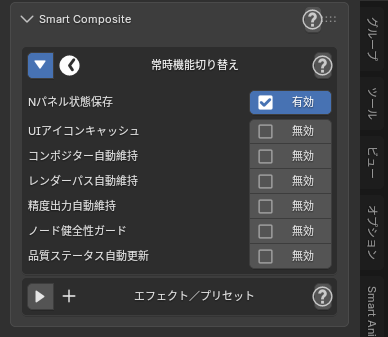 Smart Composite
常時機能切り替え
Nパネル状態保存 有効
UIアイコンキャッシュ 無効
コンポジター自動維持 無効
レンダーパス自動維持 無効
精度出力自動維持 無効
ノード健全性ガード 無効
品質ステータス自動更新 無効
エフェクト／プリセット
グループ
ツール
ビュー
オプション
Smart Ani